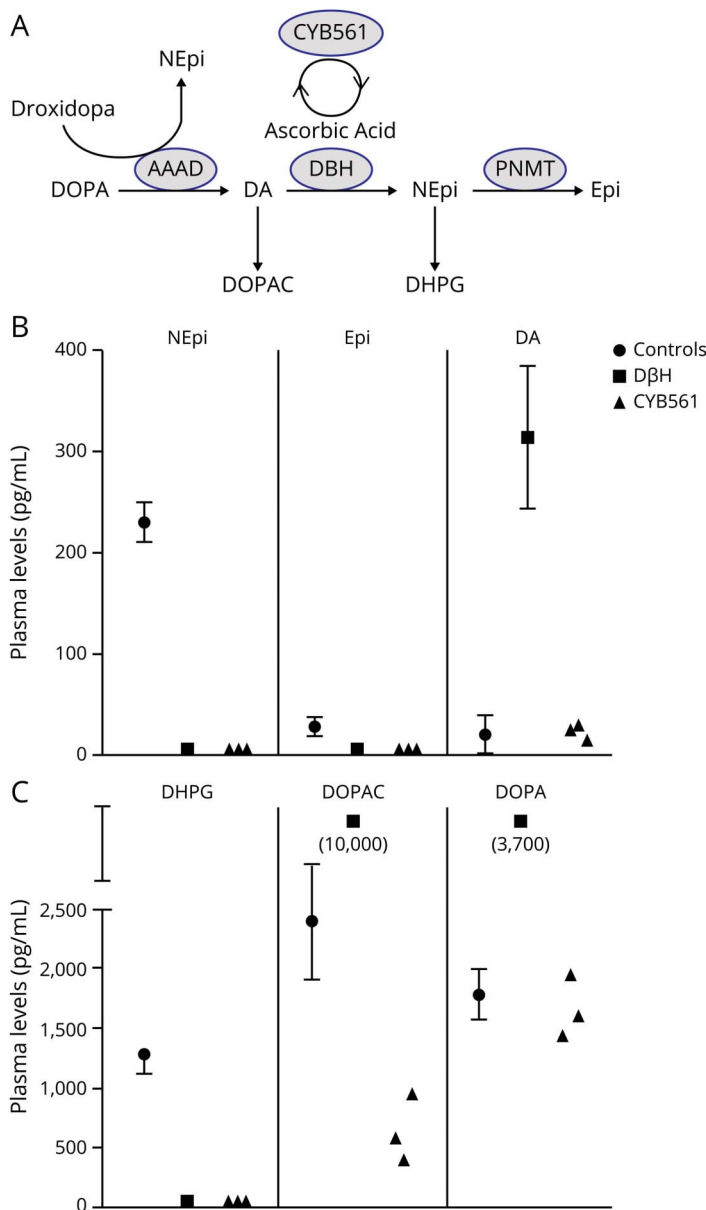 A
CYB561
NEpi
Droxidopa
Ascorbic Acid
AAAD
DBH
PNMT
DOPA
DA
NEpi
Epi
DOPAC
DHPG
B
NEpi
Epi
DA
Controls
DβH
CYB561
Plasma levels (pg/mL)
400
300
200
100
0
C
DHPG
DOPAC
DOPA
(10,000)
(3,700)
Plasma levels (pg/mL)
2,500
2,000
1,500
1,000
500
0